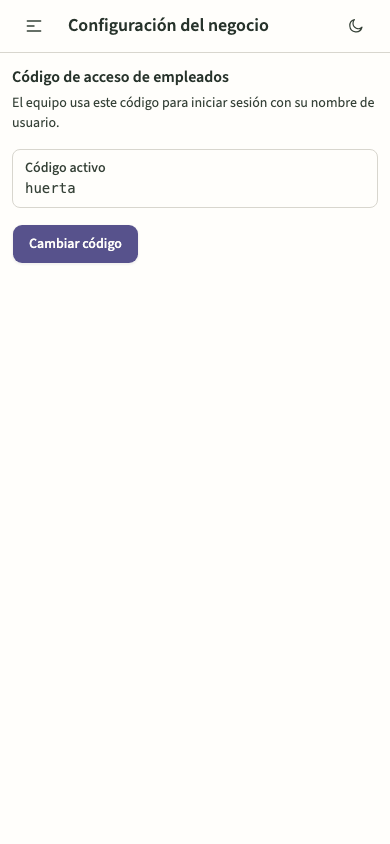 Configuración del negocio
Código de acceso de empleados
El equipo usa este código para iniciar sesión con su nombre de
usuario.
Código activo
huerta
Cambiar código